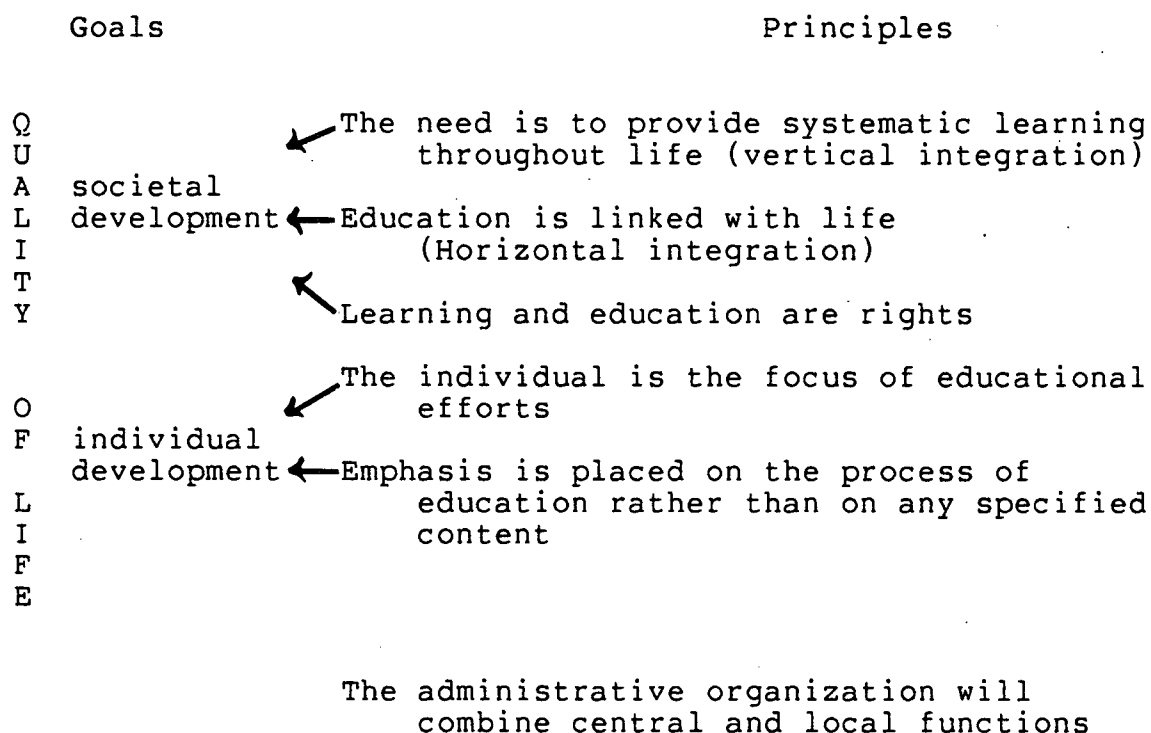 Goals Principles
QUALITY OF LIFE
The need is to provide systematic learning
throughout life (vertical integration)
societal
development
Education is linked with life
(Horizontal integration)
Learning and education are rights
The individual is the focus of educational
efforts
individual
development
Emphasis is placed on the process of
education rather than on any specified
content
The administrative organization will
combine central and local functions